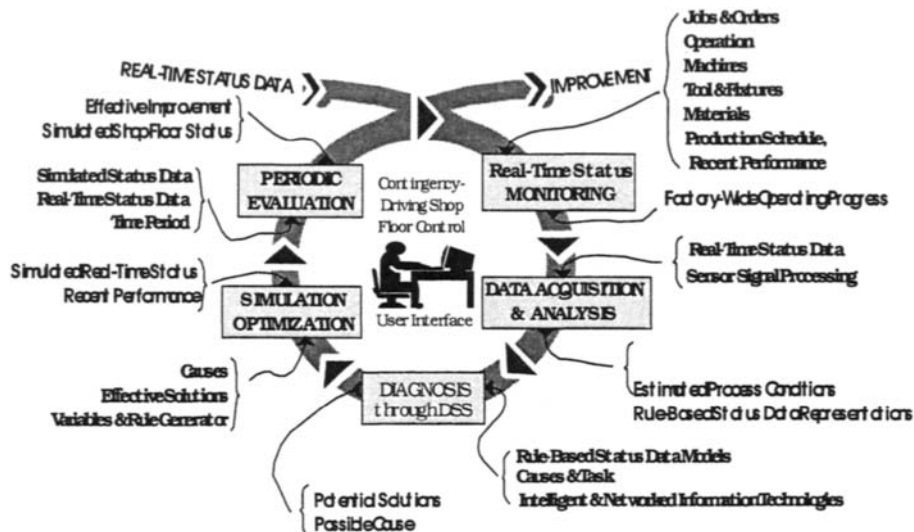 Jobs & Orders
Operation
Machines
Tool & Fixtures
Materials
Production Schedule,
Recent Performance
REAL-TIME STATUS DATA
IMPROVEMENT
Effective Improvement
Simulated Shop Floor Status
PERIODIC
EVALUATION
Real-Time Status
MONITORING
Simulated Status Data
Real-Time Status Data
Time Period
Contingency-
Driving Shop
Floor Control
Factory-Wide Operating Progress
Real-Time Status Data
Sensor Signal Processing
Simulated Real-Time Status
Recent Performance
SIMULATION
OPTIMIZATION
User Interface
DATA ACQUISITION
& ANALYSIS
Causes
Effective Solutions
Variables & Rule Generator
DIAGNOSIS
through DSS
Estimated Process Conditions
Rule-Based Status Data Representations
Rule-Based Status Data Models
Causes & Task
Intelligent & Networked Information Technologies
Potential Solutions
Possible Cause